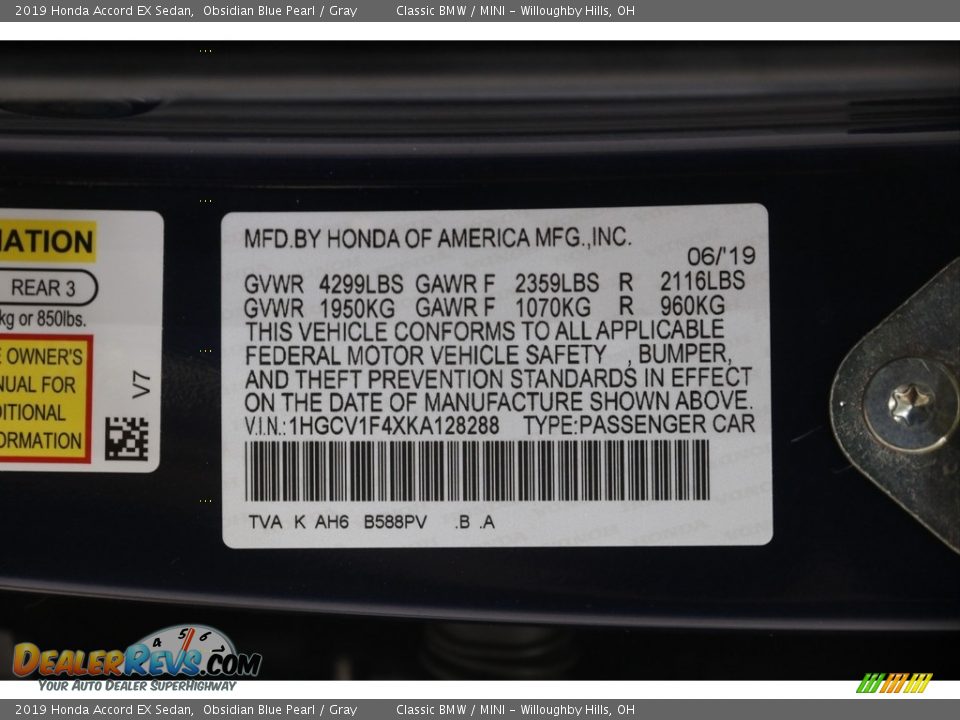 2019 Honda Accord EX Sedan, Obsidian Blue Pearl / Gray Classic BMW / MINI - Willoughby Hills, OH
MATION
REAR 3
kg or 850lbs.
OWNER'S
FOR
V7
MFD.BY HONDA OF AMERICA MFG.,INC.
06/'19
GVWR 4299LBS GAWR F 2359LBS R 2116LBS
GVWR 1950KG GAWR F 1070KG R 960KG
THIS VEHICLE CONFORMS TO ALL APPLICABLE
FEDERAL MOTOR VEHICLE SAFETY , BUMPER,
AND THEFT PREVENTION STANDARDS IN EFFECT
ON THE DATE OF MANUFACTURE SHOWN ABOVE.
V.I.N.:1HGCV1F4XKA128288 TYPE:PASSENGER CAR
TVA K AH6 B588PV .B .A
4 5 6
DEALERREVS.COM
YOUR AUTO DEALER SUPERHIGHWAY
2019 Honda Accord EX Sedan, Obsidian Blue Pearl / Gray Classic BMW / MINI - Willoughby Hills, OH